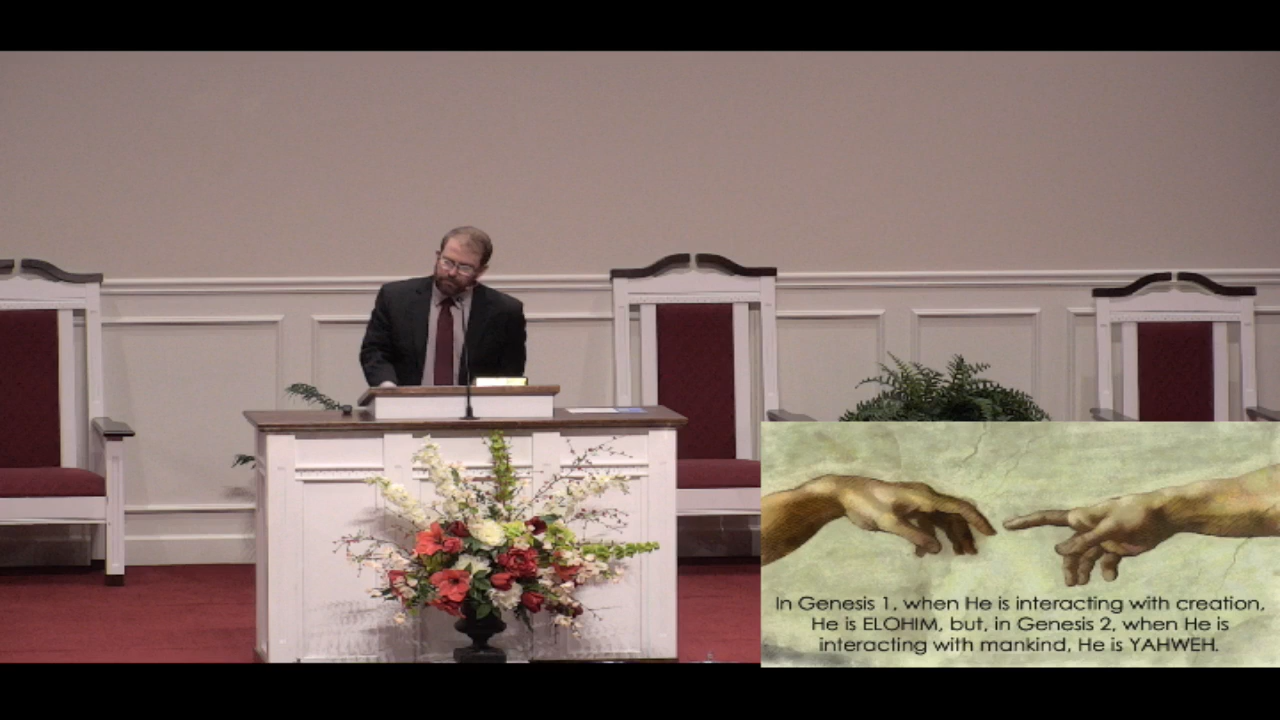 In Genesis 1, when He is interacting with creation,
He is ELOHIM, but, in Genesis 2, when He is
interacting with mankind, He is YAHWEH.